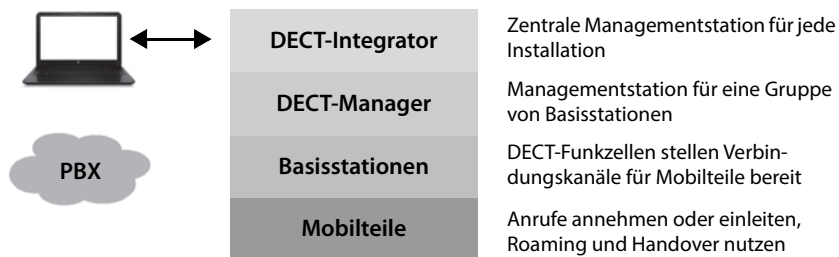 DECT-Integrator
Zentrale Managementstation für jede
Installation
DECT-Manager
Managementstation für eine Gruppe
von Basisstationen
PBX
Basisstationen
DECT-Funkzellen stellen Verbin-
dungskanäle für Mobilteile bereit
Mobilteile
Anrufe annehmen oder einleiten,
Roaming und Handover nutzen